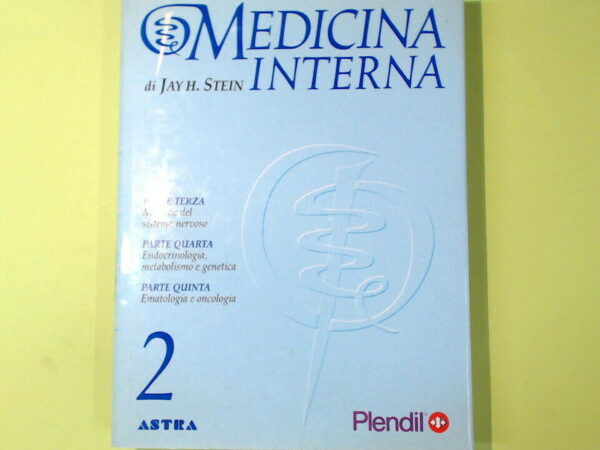 MEDICINA
INTERNA
di JAY H. STEIN
TERZA
del
sistema nervoso
PARTE QUARTA
Endocrinologia,
metabolismo e genetica
PARTE QUINTA
Ematologia e oncologia
2
ASTRA
Plendil®